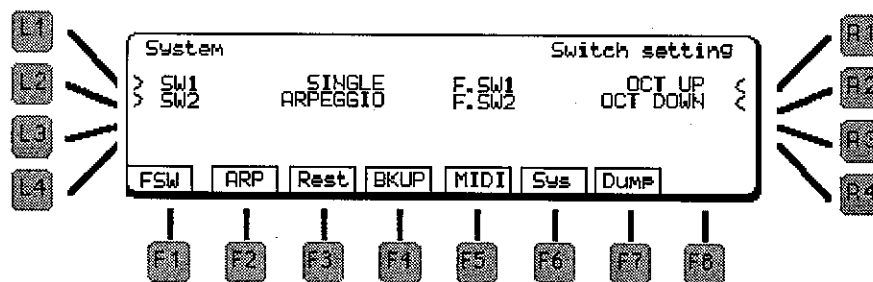 L1
L2
L3
L4
System Switch setting
> SW1 SINGLE F.SW1 OCT UP <
> SW2 ARPEGGIO F.SW2 OCT DOWN <
FSW ARP Rest BKUP MIDI Sys Dump
R1
R2
R3
R4
F1 F2 F3 F4 F5 F6 F7 F8